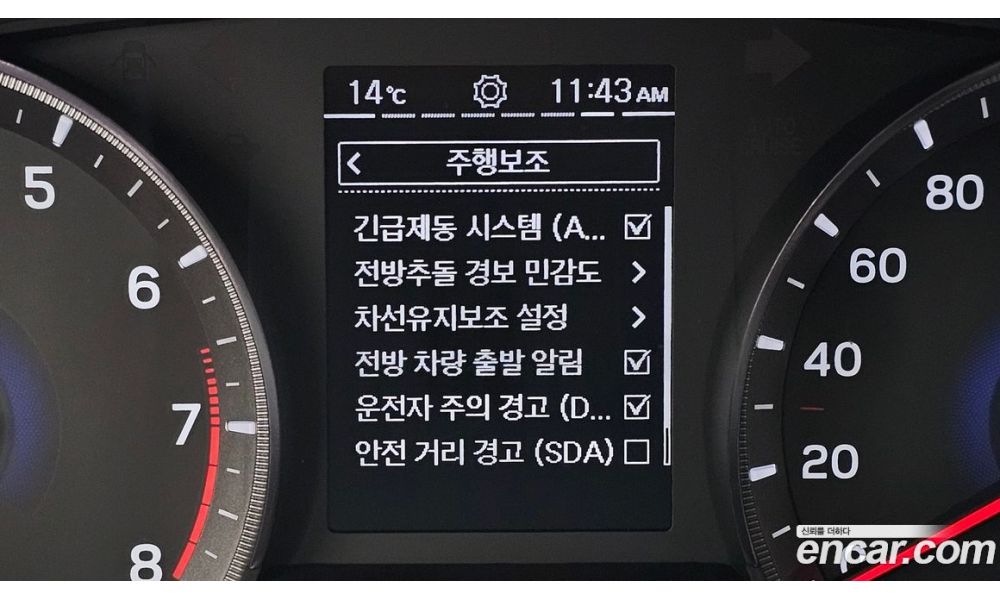 14℃
11:43 AM
< 주행보조
긴급제동 시스템 (A...
전방추돌 경보 민감도 >
차선유지보조 설정 >
전방 차량 출발 알림
운전자 주의 경고 (D...
안전 거리 경고 (SDA)
5
6
7
8
80
60
40
20
신뢰를 더하다
encar.com